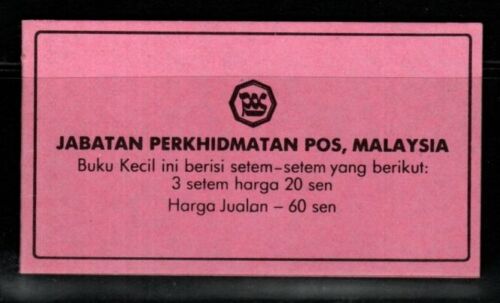 POS
JABATAN PERKHIDMATAN POS, MALAYSIA
Buku Kecil ini berisi setem-setem yang berikut:
3 setem harga 20 sen
Harga Jualan – 60 sen